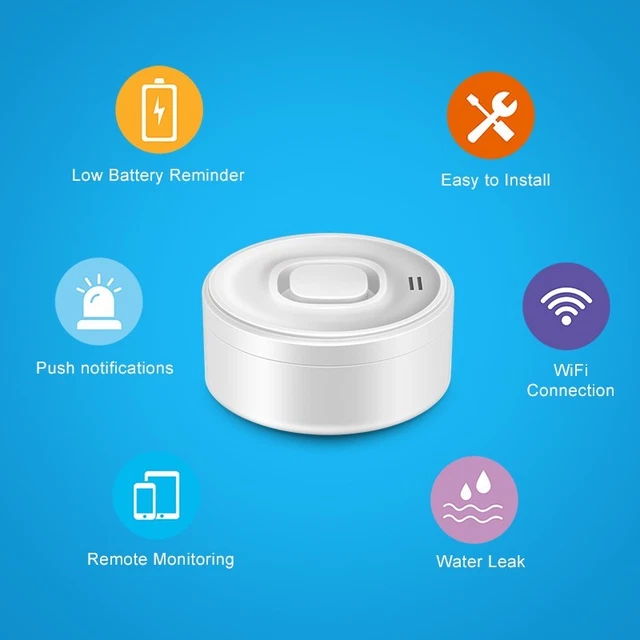 Low Battery Reminder
Easy to Install
Push notifications
WiFi
Connection
Remote Monitoring
Water Leak